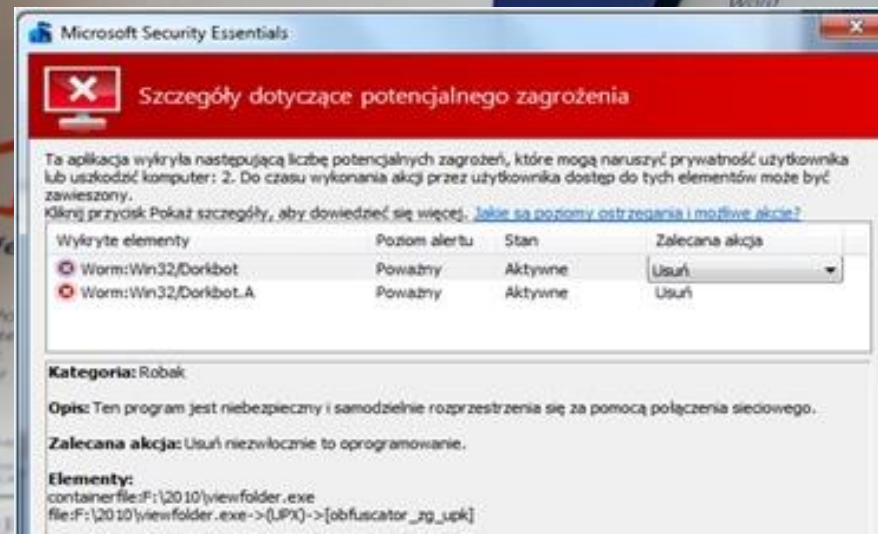 Word
Microsoft Security Essentials
Szczegóły dotyczące potencjalnego zagrożenia
Ta aplikacja wykryła następującą liczbę potencjalnych zagrożeń, które mogą naruszyć prywatność użytkownika
lub uszkodzić komputer: 2. Do czasu wykonania akcji przez użytkownika dostęp do tych elementów może być
zawieszony.
Kliknij przycisk Pokaż szczegóły, aby dowiedzieć się więcej. Jakie są poziomy ostrzegania i możliwe akcje?
Wykryte elementy Poziom alertu Stan Zalecana akcja
Worm:Win32/Dorkbot Poważny Aktywne Usuń
Worm:Win32/Dorkbot.A Poważny Aktywne Usuń
Kategoria: Robak
Opis: Ten program jest niebezpieczny i samodzielnie rozprzestrzenia się za pomocą połączenia sieciowego.
Zalecana akcja: Usuń niezwłocznie to oprogramowanie.
Elementy:
containerfile:F:\2010\viewfolder.exe
file:F:\2010\viewfolder.exe->(UPX)->[obfuscator_zg_upk]